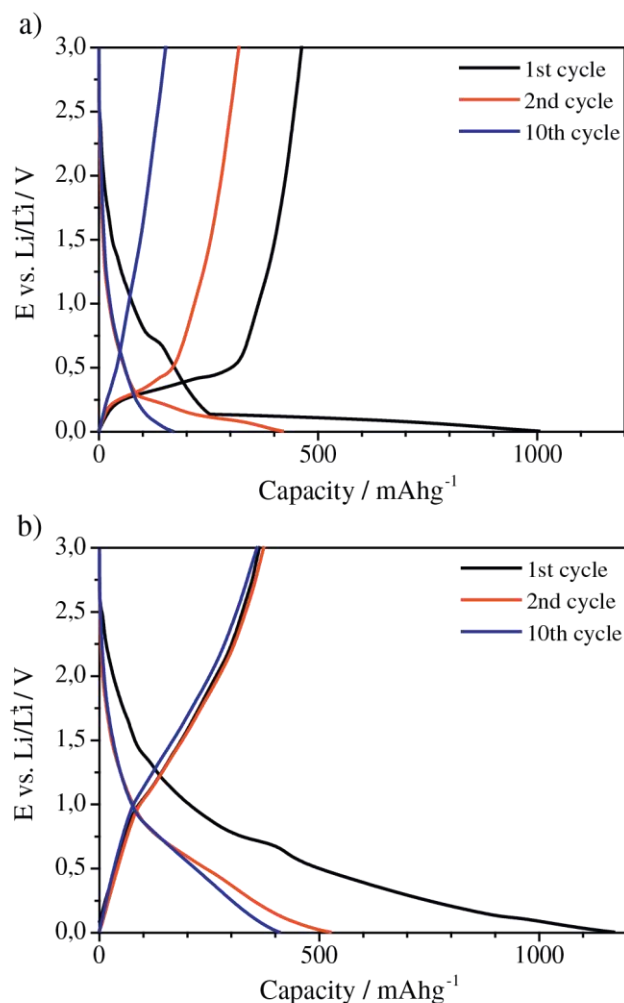 a)
3,0
2,5
2,0
1,5
1,0
0,5
0,0
E vs. Li/Li⁺/ V
1st cycle
2nd cycle
10th cycle
0
500
1000
Capacity / mAhg⁻¹
b)
3,0
2,5
2,0
1,5
1,0
0,5
0,0
E vs. Li/Li⁺/ V
1st cycle
2nd cycle
10th cycle
0
500
1000
Capacity / mAhg⁻¹